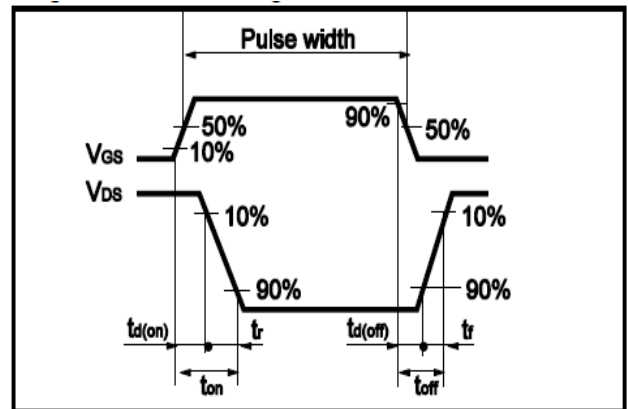 Pulse width
90%
50%
50%
10%
VGS
VDS
10%
10%
90%
90%
td(on)
tr
td(off)
tf
ton
toff